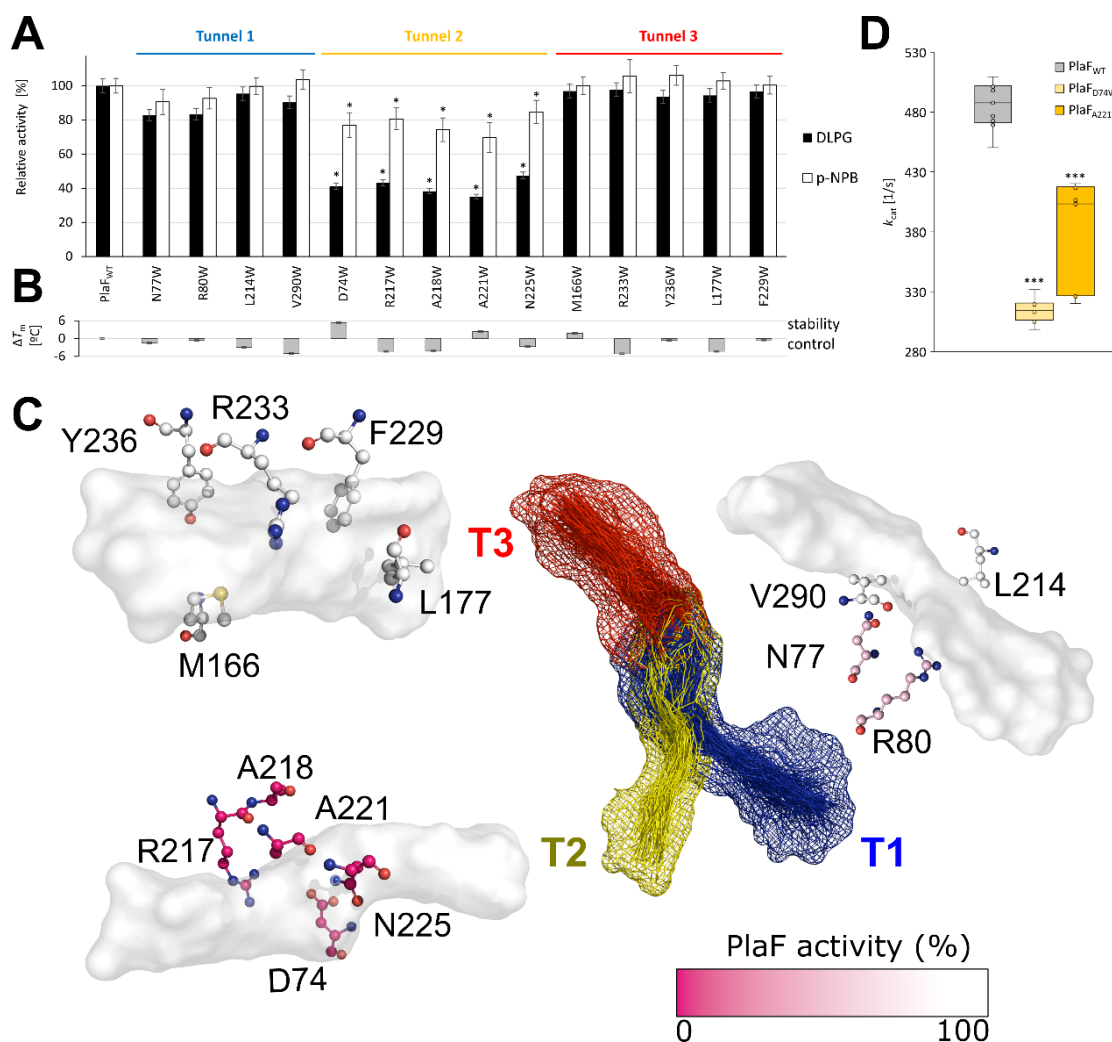 A
Tunnel 1
Tunnel 2
Tunnel 3
Relative activity [%]
100
80
60
40
20
0
* * * * *
* * * * *
DLPG
p-NPB
PlaFWT
N77W
R80W
L214W
V290W
D74W
R217W
A218W
A221W
N225W
M166W
R233W
Y236W
L177W
F229W
B
ΔTm
[ºC]
6
0
-6
stability
control
D
kcat [1/s]
530
480
430
380
330
280
***
***
PlaFWT
PlaFD74W
PlaFA221
C
Y236
R233
F229
L177
M166
T3
T2
T1
V290
L214
N77
R80
A218
A221
R217
N225
D74
PlaF activity (%)
0
100